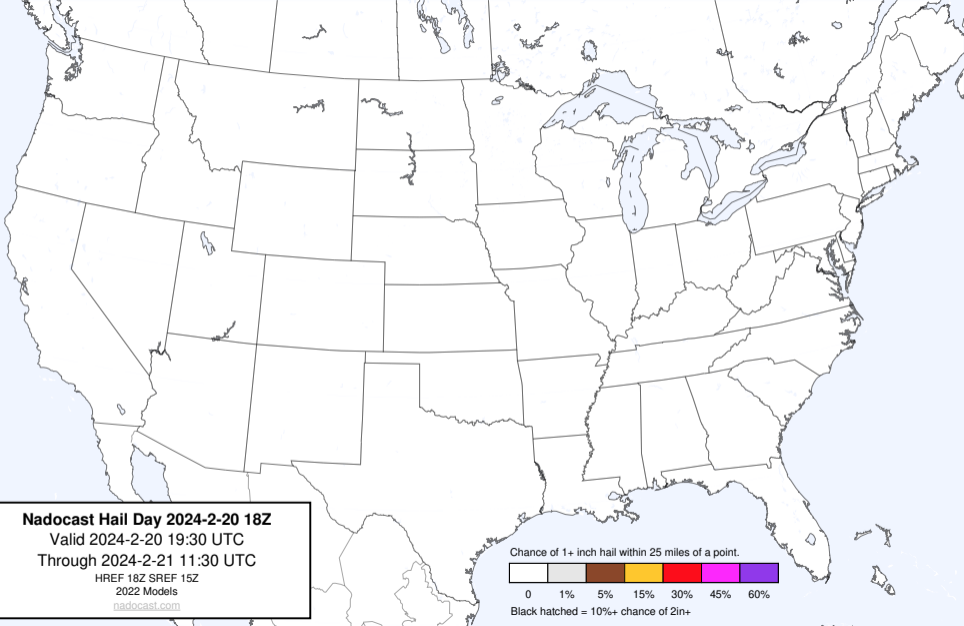 Nadocast Hail Day 2024-2-20 18Z
Valid 2024-2-20 19:30 UTC
Through 2024-2-21 11:30 UTC
HREF 18Z SREF 15Z
2022 Models
nadocast.com
Chance of 1+ inch hail within 25 miles of a point.
0 1% 5% 15% 30% 45% 60%
Black hatched = 10%+ chance of 2in+